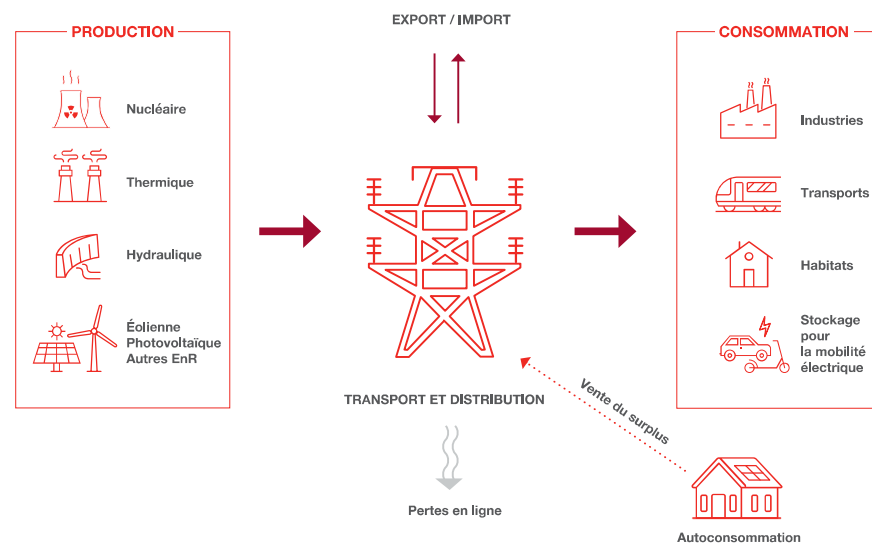 PRODUCTION
Nucléaire
Thermique
Hydraulique
Éolienne
Photovoltaïque
Autres EnR
EXPORT / IMPORT
TRANSPORT ET DISTRIBUTION
Pertes en ligne
CONSOMMATION
Industries
Transports
Habitats
Stockage
pour
la mobilité
électrique
Vente du surplus
Autoconsommation